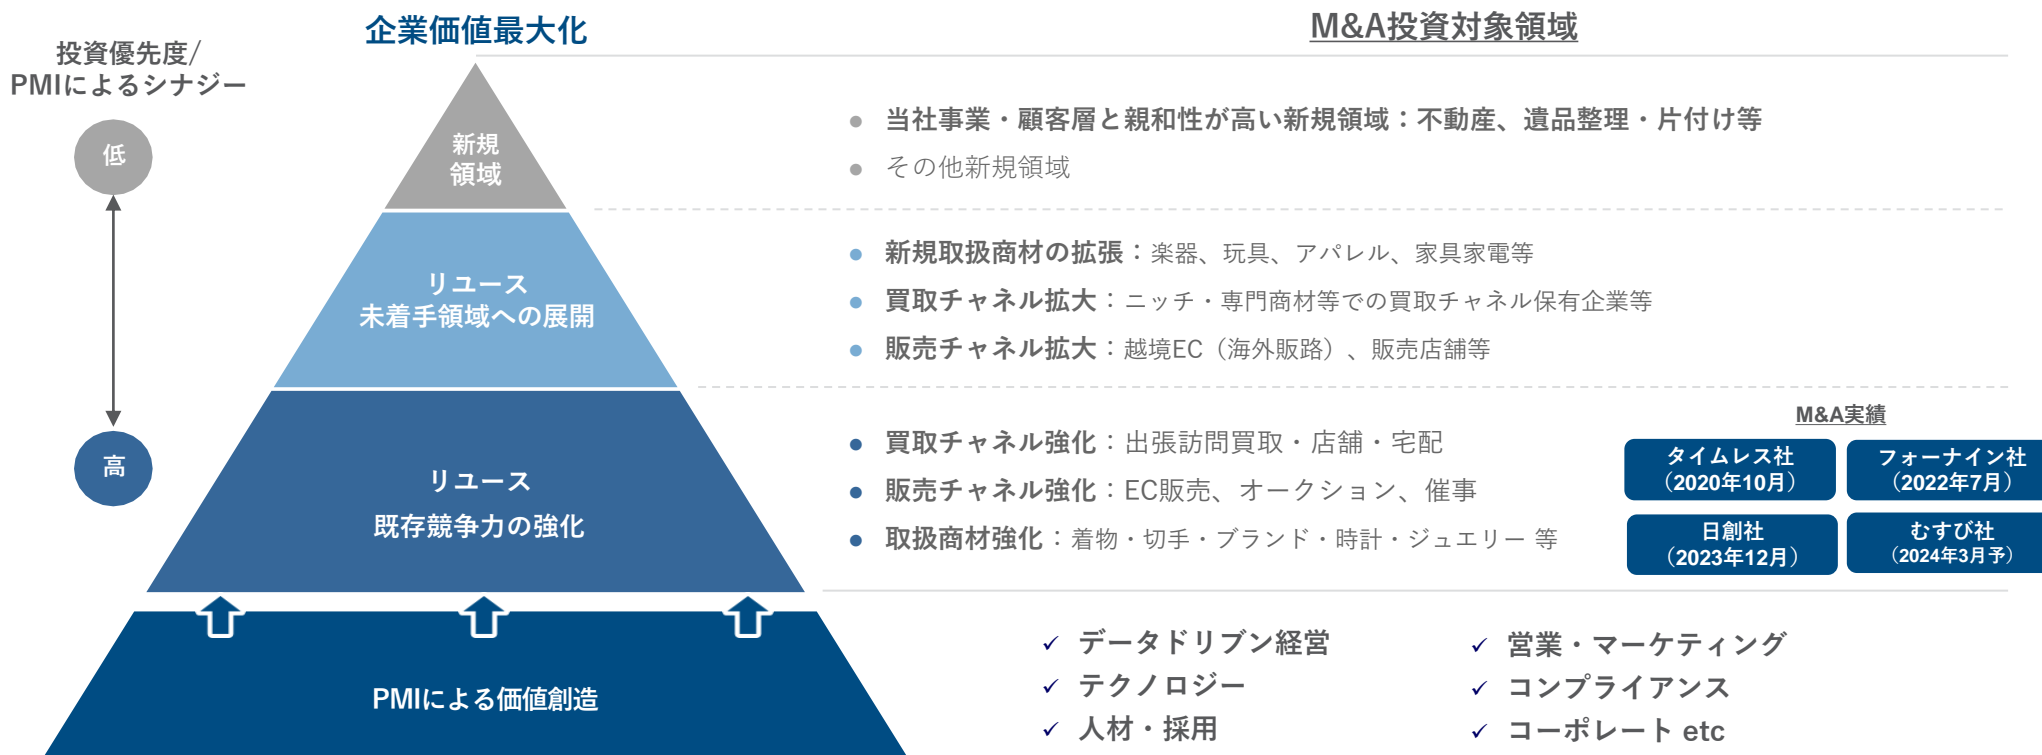 企業価値最大化
M&A投資対象領域
投資優先度/
PMIによるシナジー
低
高
新規
領域
当社事業・顧客層と親和性が高い新規領域：不動産、遺品整理・片付け等
その他新規領域
リユース
未着手領域への展開
新規取扱商材の拡張：楽器、玩具、アパレル、家具家電等
買取チャネル拡大：ニッチ・専門商材等での買取チャネル保有企業等
販売チャネル拡大：越境EC（海外販路）、販売店舗等
リユース
既存競争力の強化
買取チャネル強化：出張訪問買取・店舗・宅配
販売チャネル強化：EC販売、オークション、催事
取扱商材強化：着物・切手・ブランド・時計・ジュエリー 等
M&A実績
タイムレス社
（2020年10月）
フォーナイン社
（2022年7月）
日創社
（2023年12月）
むすび社
（2024年3月予）
PMIによる価値創造
✓ データドリブン経営
✓ テクノロジー
✓ 人材・採用
✓ 営業・マーケティング
✓ コンプライアンス
✓ コーポレート etc